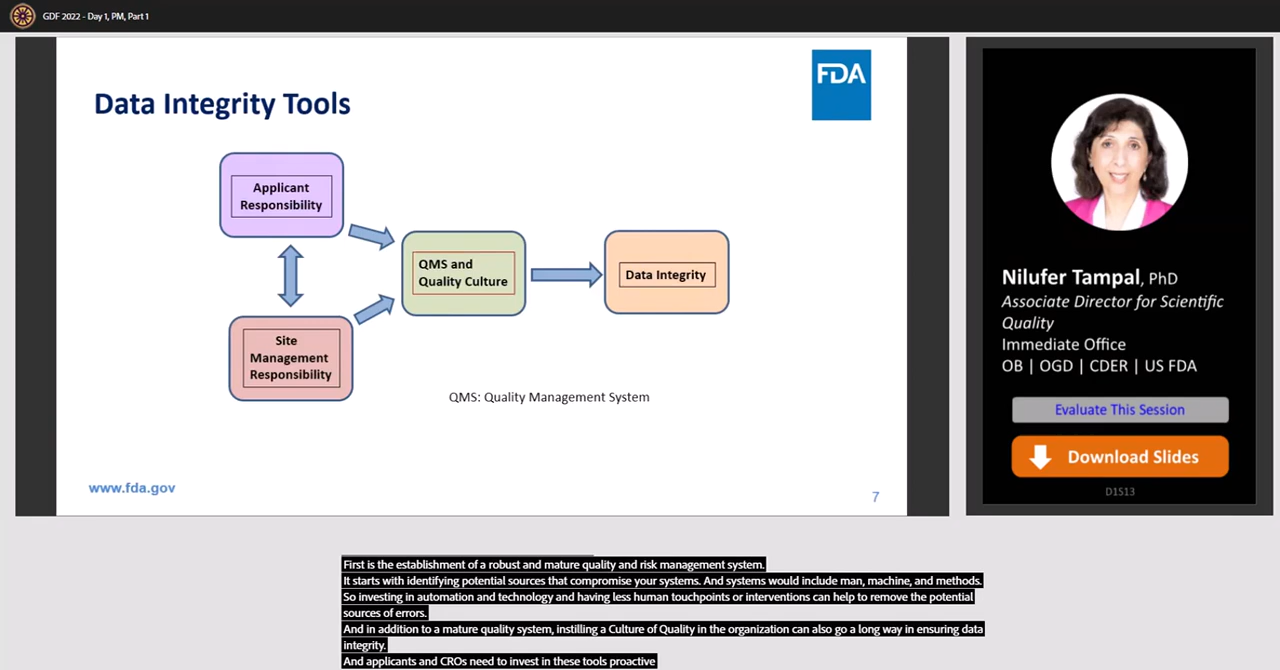 GDF 2022 - Day 1, PM, Part 1
Data Integrity Tools
FDA
Applicant
Responsibility
QMS and
Quality Culture
Data Integrity
Site
Management
Responsibility
QMS: Quality Management System
www.fda.gov
7
Nilufer Tampal, PhD
Associate Director for Scientific
Quality
Immediate Office
OB | OGD | CDER | US FDA
Evaluate This Session
Download Slides
D1S13
First is the establishment of a robust and mature quality and risk management system.
It starts with identifying potential sources that compromise your systems. And systems would include man, machine, and methods.
So investing in automation and technology and having less human touchpoints or interventions can help to remove the potential
sources of errors.
And in addition to a mature quality system, instilling a Culture of Quality in the organization can also go a long way in ensuring data
integrity.
And applicants and CROs need to invest in these tools proactive